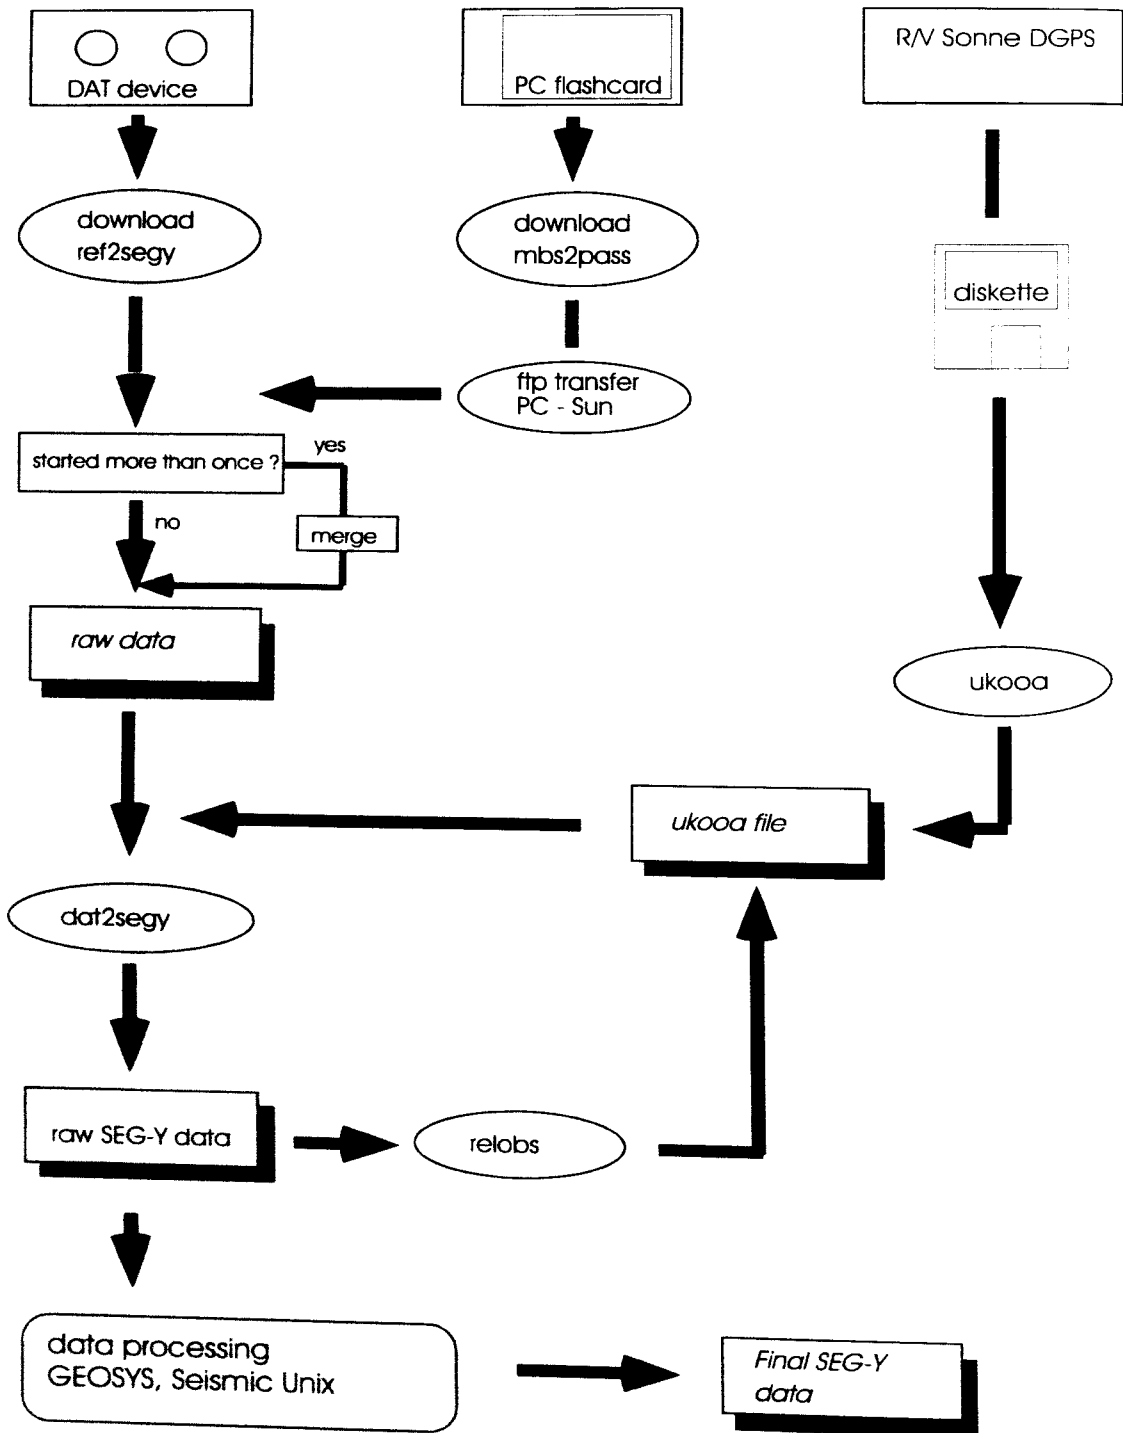 DAT device
PC flashcard
R/V Sonne DGPS
download
ref2segy
download
mbs2pass
diskette
ftp transfer
PC - Sun
started more than once ?
yes
no
merge
raw data
ukooa
ukooa file
dat2segy
raw SEG-Y data
relobs
data processing
GEOSYS, Seismic Unix
Final SEG-Y
data